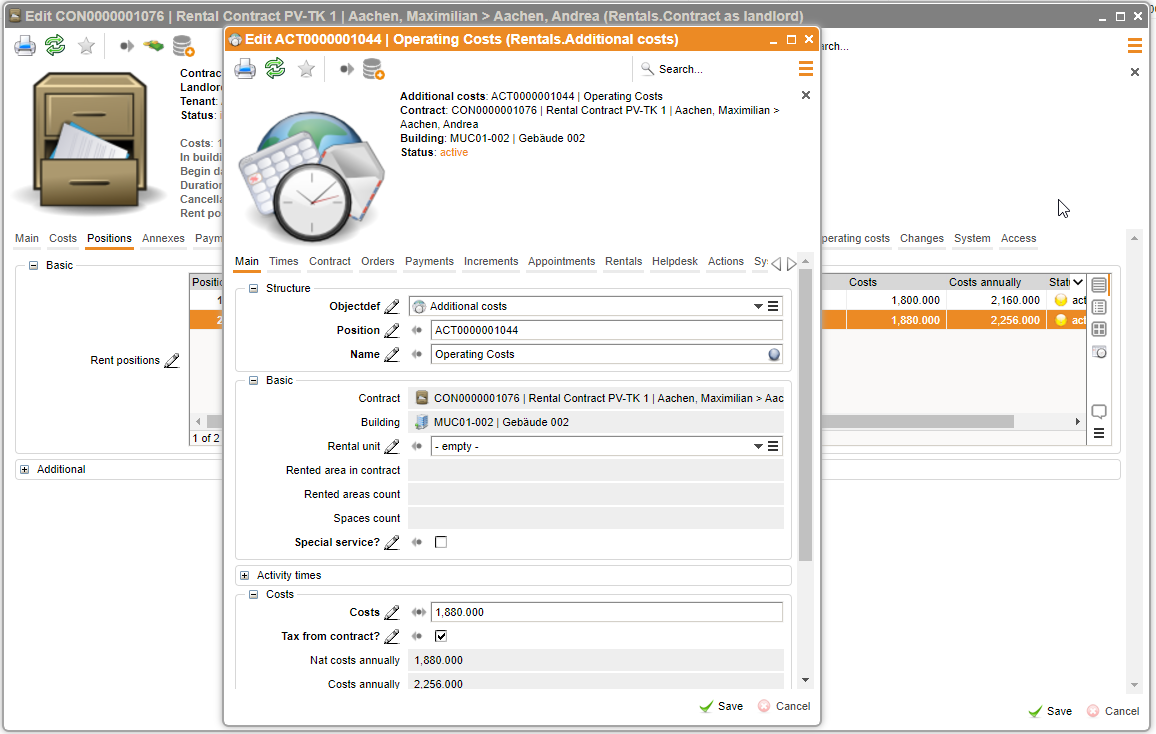 Edit CON0000001076 | Rental Contract PV-TK 1 | Aachen, Maximilian > Aachen, Andrea (Rentals.Contract as landlord)
Edit ACT0000001044 | Operating Costs (Rentals.Additional costs)
Search...
Additional costs: ACT0000001044 | Operating Costs
Contract: CON0000001076 | Rental Contract PV-TK 1 | Aachen, Maximilian >
Aachen, Andrea
Building: MUC01-002 | Gebäude 002
Status: active
Contrac
Landlor
Tenant:
Status:
Costs: 1
In buildi
Begin da
Duration
Cancella
Rent po
rch...
Main Costs Positions Annexes Paym
perating costs Changes System Access
Main Times Contract Orders Payments Increments Appointments Rentals Helpdesk Actions Sy
Basic
Positio
1
2
Rent positions
1 of 2
Additional
Costs Costs annually Stat
1,800.000 2,160.000 act
1,880.000 2,256.000 act
Structure
Objectdef Additional costs
Position ACT0000001044
Name Operating Costs
Basic
Contract CON0000001076 | Rental Contract PV-TK 1 | Aachen, Maximilian > Aac
Building MUC01-002 | Gebäude 002
Rental unit - empty -
Rented area in contract
Rented areas count
Spaces count
Special service?
Activity times
Costs
Costs 1,880.000
Tax from contract?
Nat costs annually 1,880.000
Costs annually 2,256.000
Save Cancel
Save Cancel